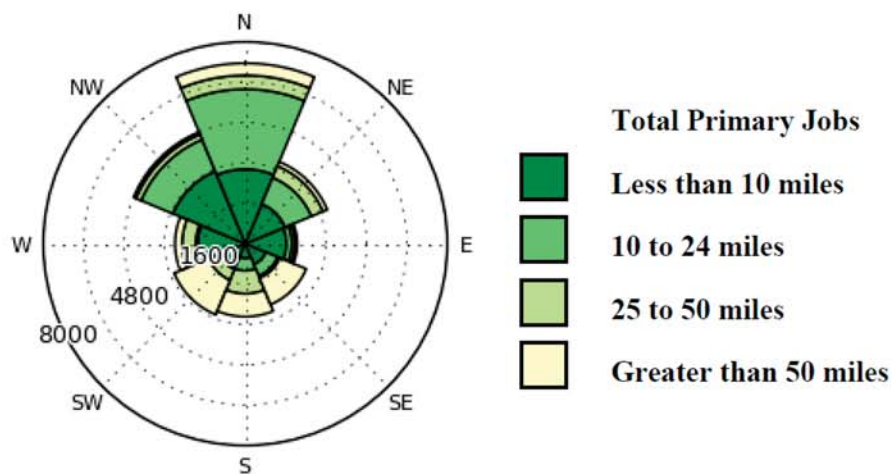 N
NW
NE
W
E
1600
4800
8000
SW
SE
S
Total Primary Jobs
Less than 10 miles
10 to 24 miles
25 to 50 miles
Greater than 50 miles